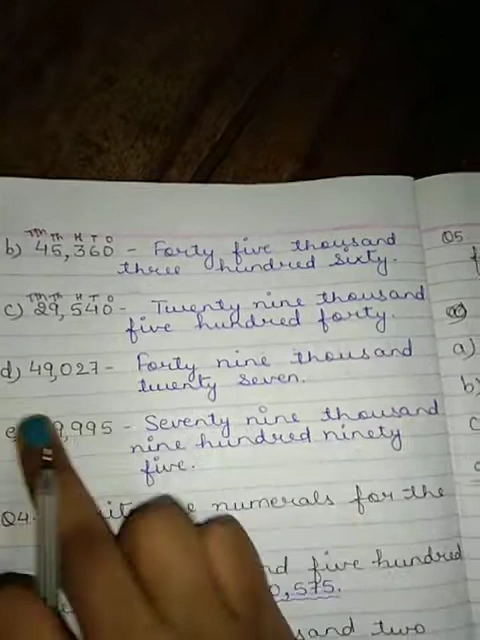 TTh Th H T O
b) 45,360 - Forty five thousand
three hundred sixty.
TTh Th H T O
c) 29,540 - Twenty nine thousand
five hundred forty.
d) 49,027 - Forty nine thousand
twenty seven.
9,995 - Seventy nine thousand
nine hundred ninety
five.
Q4. numerals for the
five hundred
,575.
and two
Q5
a)
b)
c